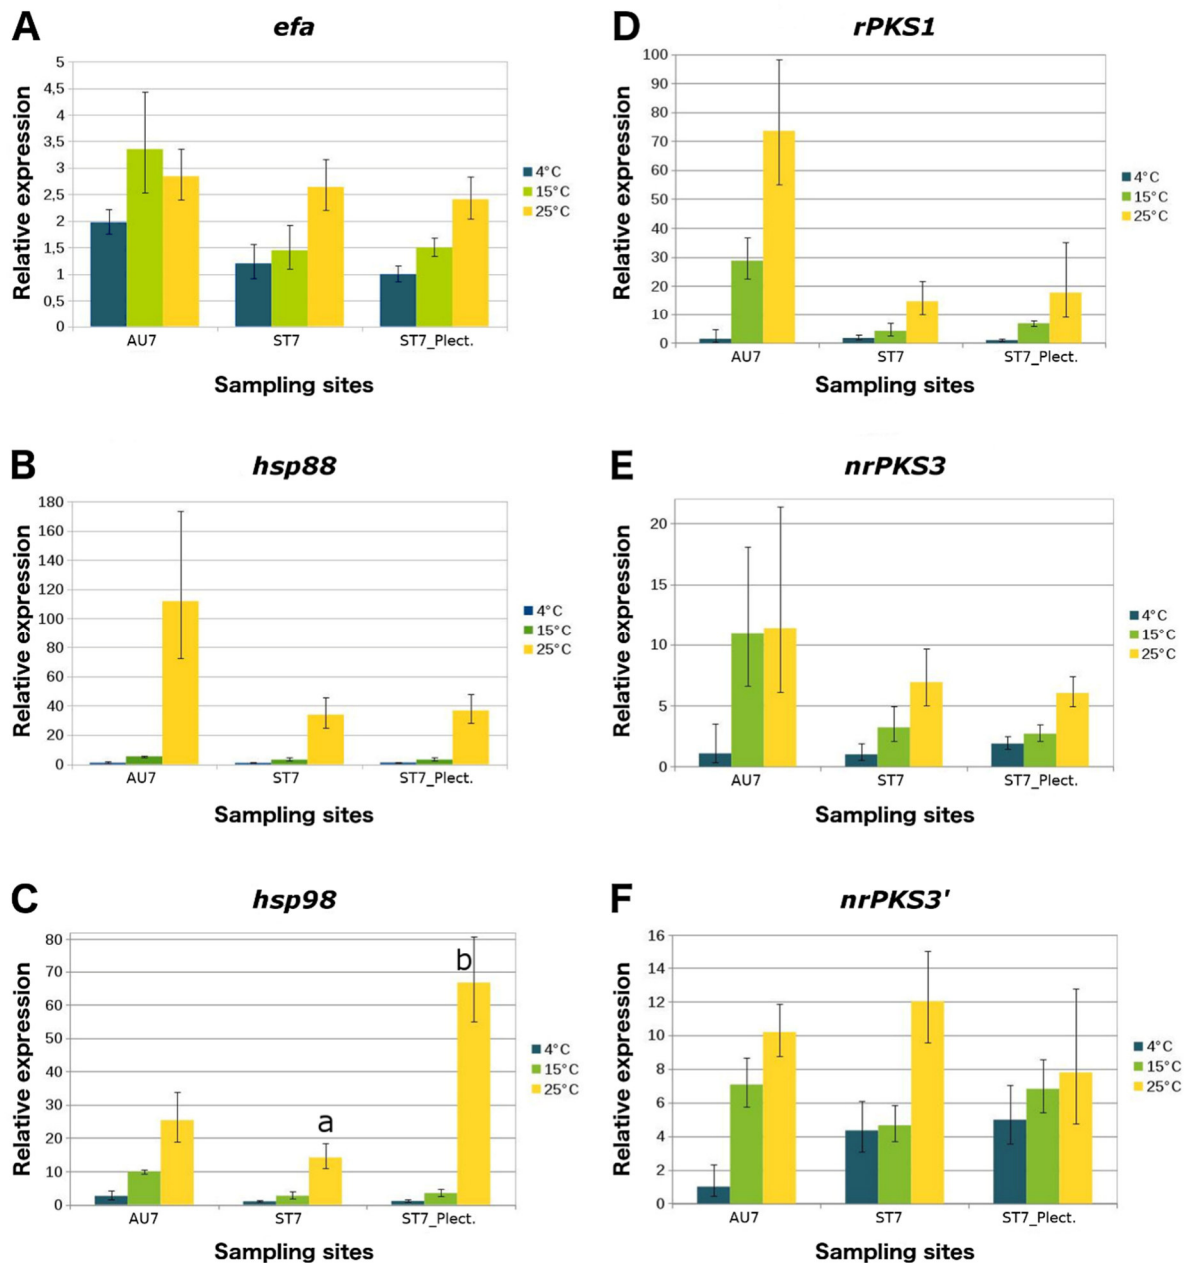 A
efa
Relative expression
5
4,5
4
3,5
3
2,5
2
1,5
1
0,5
0
AU7 ST7 ST7_Plect.
Sampling sites
4°C
15°C
25°C
B
hsp88
Relative expression
180
160
140
120
100
80
60
40
20
0
AU7 ST7 ST7_Plect.
Sampling sites
4°C
15°C
25°C
C
hsp98
Relative expression
80
70
60
50
40
30
20
10
0
a
b
AU7 ST7 ST7_Plect.
Sampling sites
4°C
15°C
25°C
D
rPKS1
Relative expression
100
90
80
70
60
50
40
30
20
10
0
AU7 ST7 ST7_Plect.
Sampling sites
4°C
15°C
25°C
E
nrPKS3
Relative expression
20
15
10
5
0
AU7 ST7 ST7_Plect.
Sampling sites
4°C
15°C
25°C
F
nrPKS3'
Relative expression
16
14
12
10
8
6
4
2
0
AU7 ST7 ST7_Plect.
Sampling sites
4°C
15°C
25°C